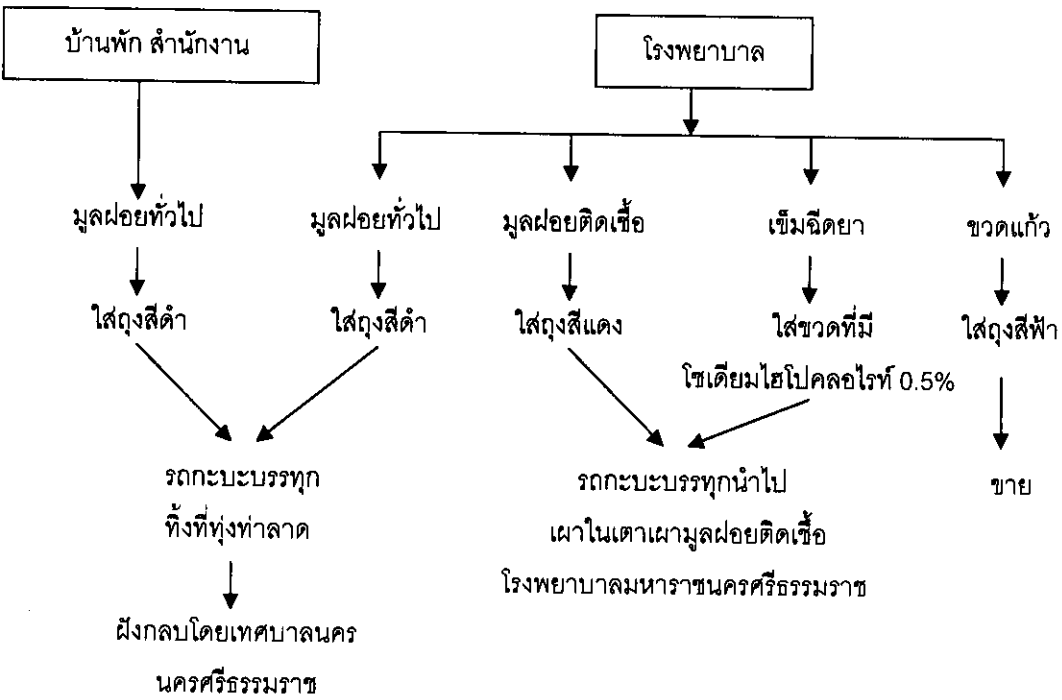 บ้านพัก สำนักงาน
โรงพยาบาล
มูลฝอยทั่วไป
มูลฝอยทั่วไป
มูลฝอยติดเชื้อ
เข็มฉีดยา
ขวดแก้ว
ใส่ถุงสีดำ
ใส่ถุงสีดำ
ใส่ถุงสีแดง
ใส่ขวดที่มี
โซเดียมไฮโปคลอไรท์ 0.5%
ใส่ถุงสีฟ้า
รถกะบะบรรทุก
ทิ้งที่ทุ่งท่าลาด
รถกะบะบรรทุกนำไป
เผาในเตาเผามูลฝอยติดเชื้อ
โรงพยาบาลมหาราชนครศรีธรรมราช
ขาย
ฝังกลบโดยเทศบาลนคร
นครศรีธรรมราช